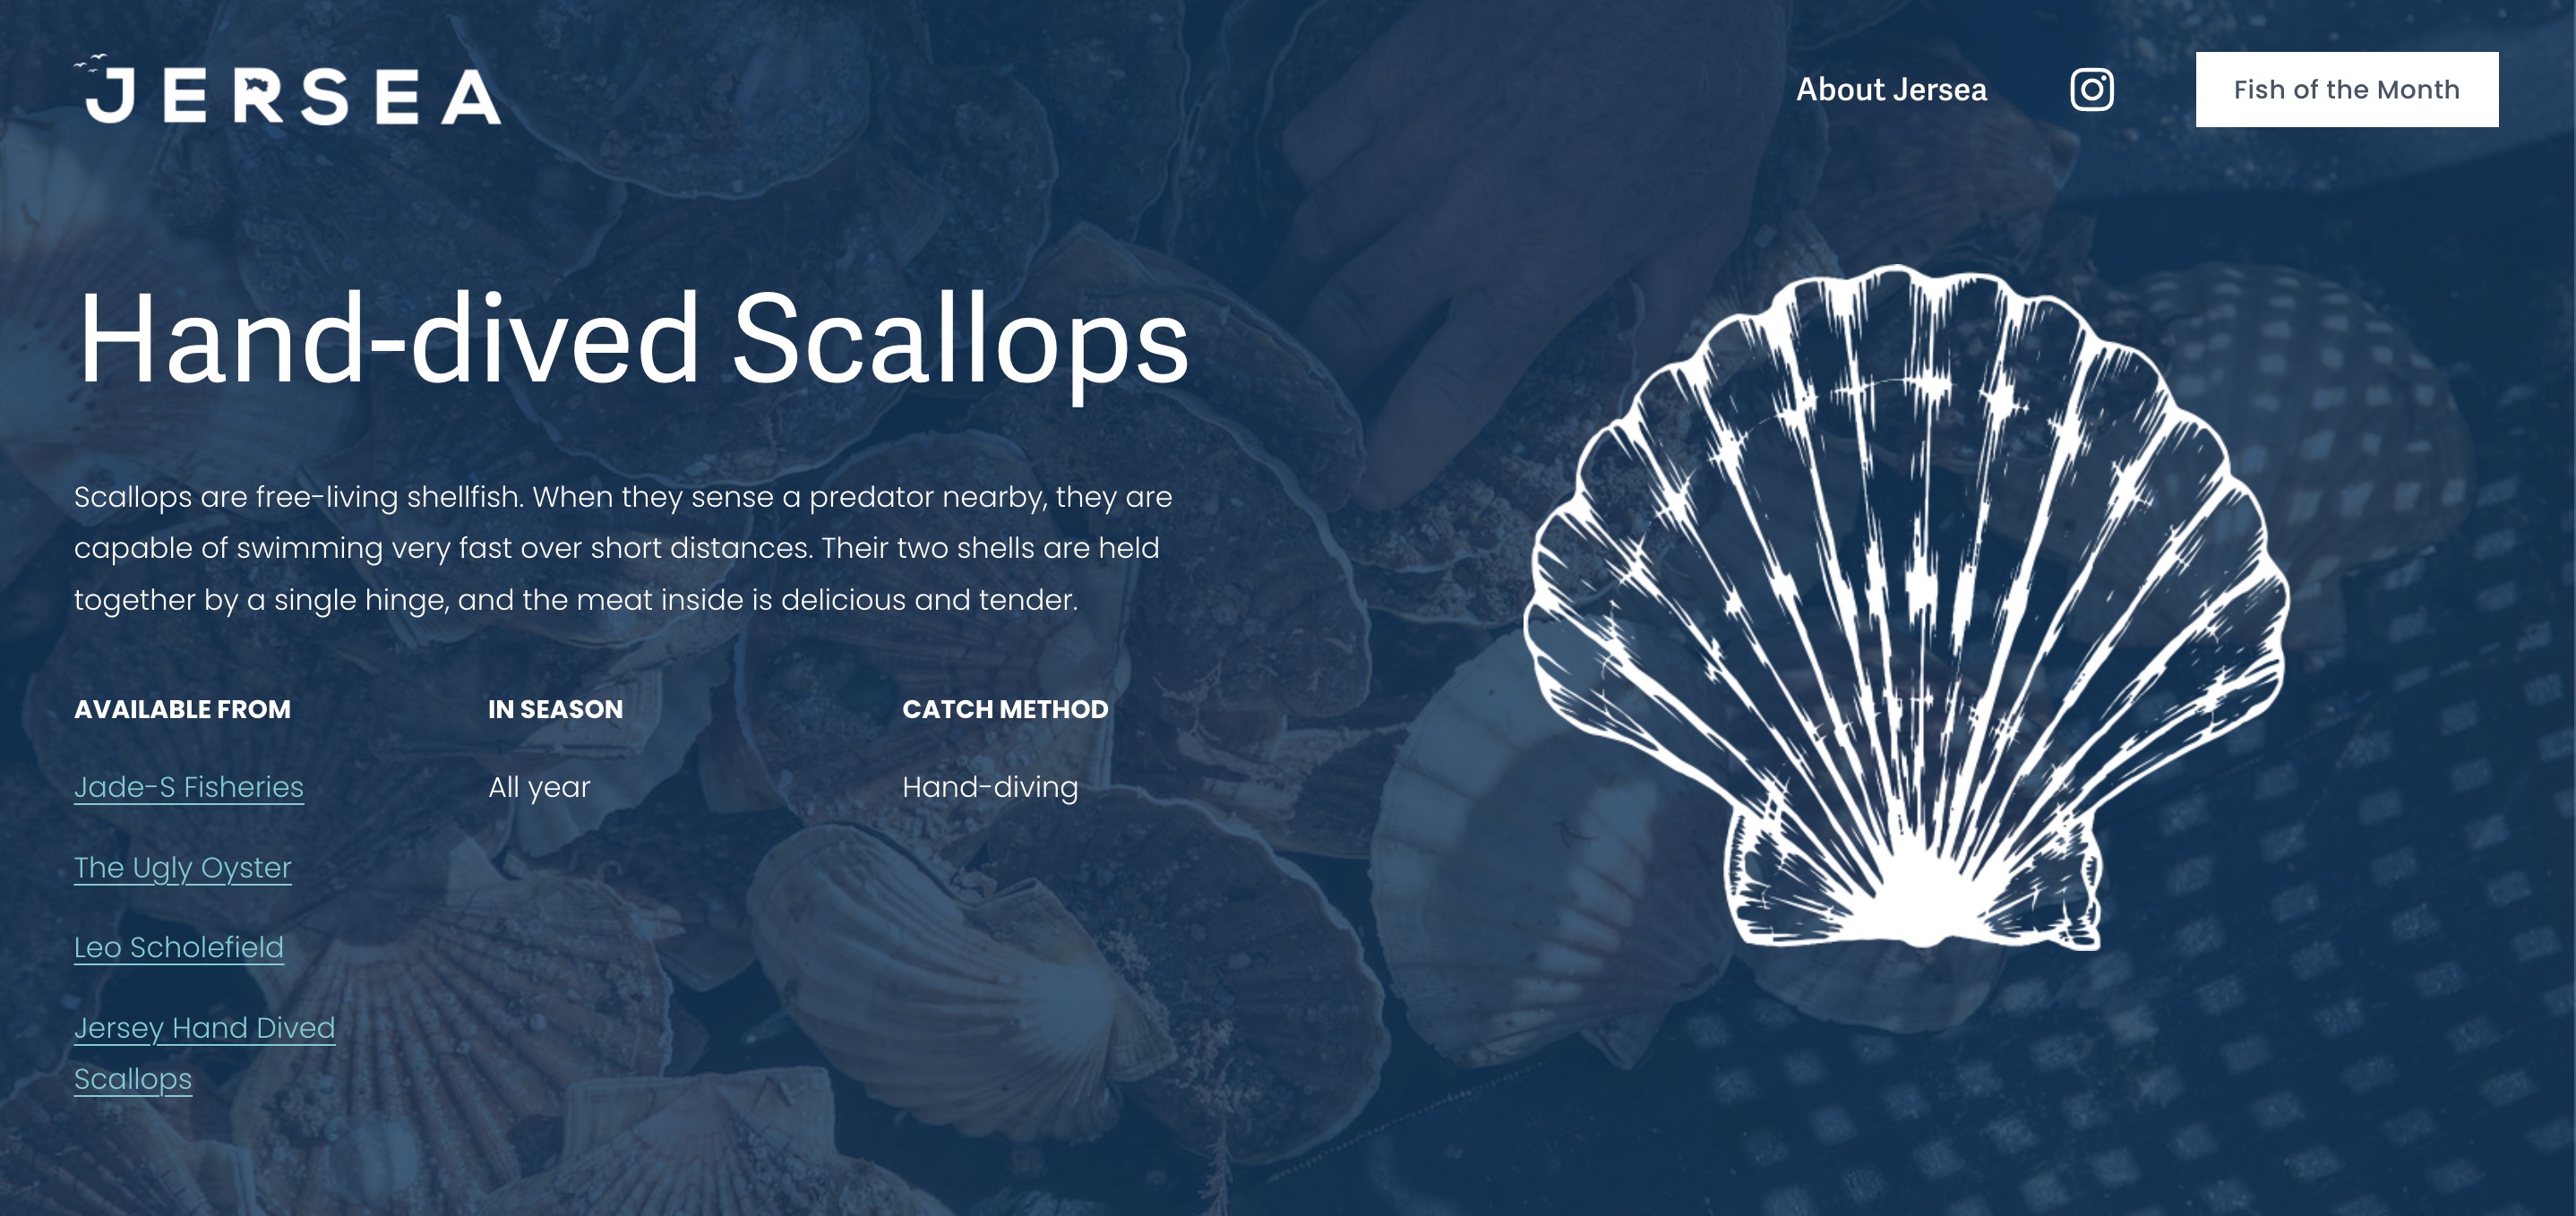 JERSEA
About Jersea
Fish of the Month
Hand-dived Scallops
Scallops are free-living shellfish. When they sense a predator nearby, they are
capable of swimming very fast over short distances. Their two shells are held
together by a single hinge, and the meat inside is delicious and tender.
AVAILABLE FROM
Jade-S Fisheries
The Ugly Oyster
Leo Scholefield
Jersey Hand Dived
Scallops
IN SEASON
All year
CATCH METHOD
Hand-diving